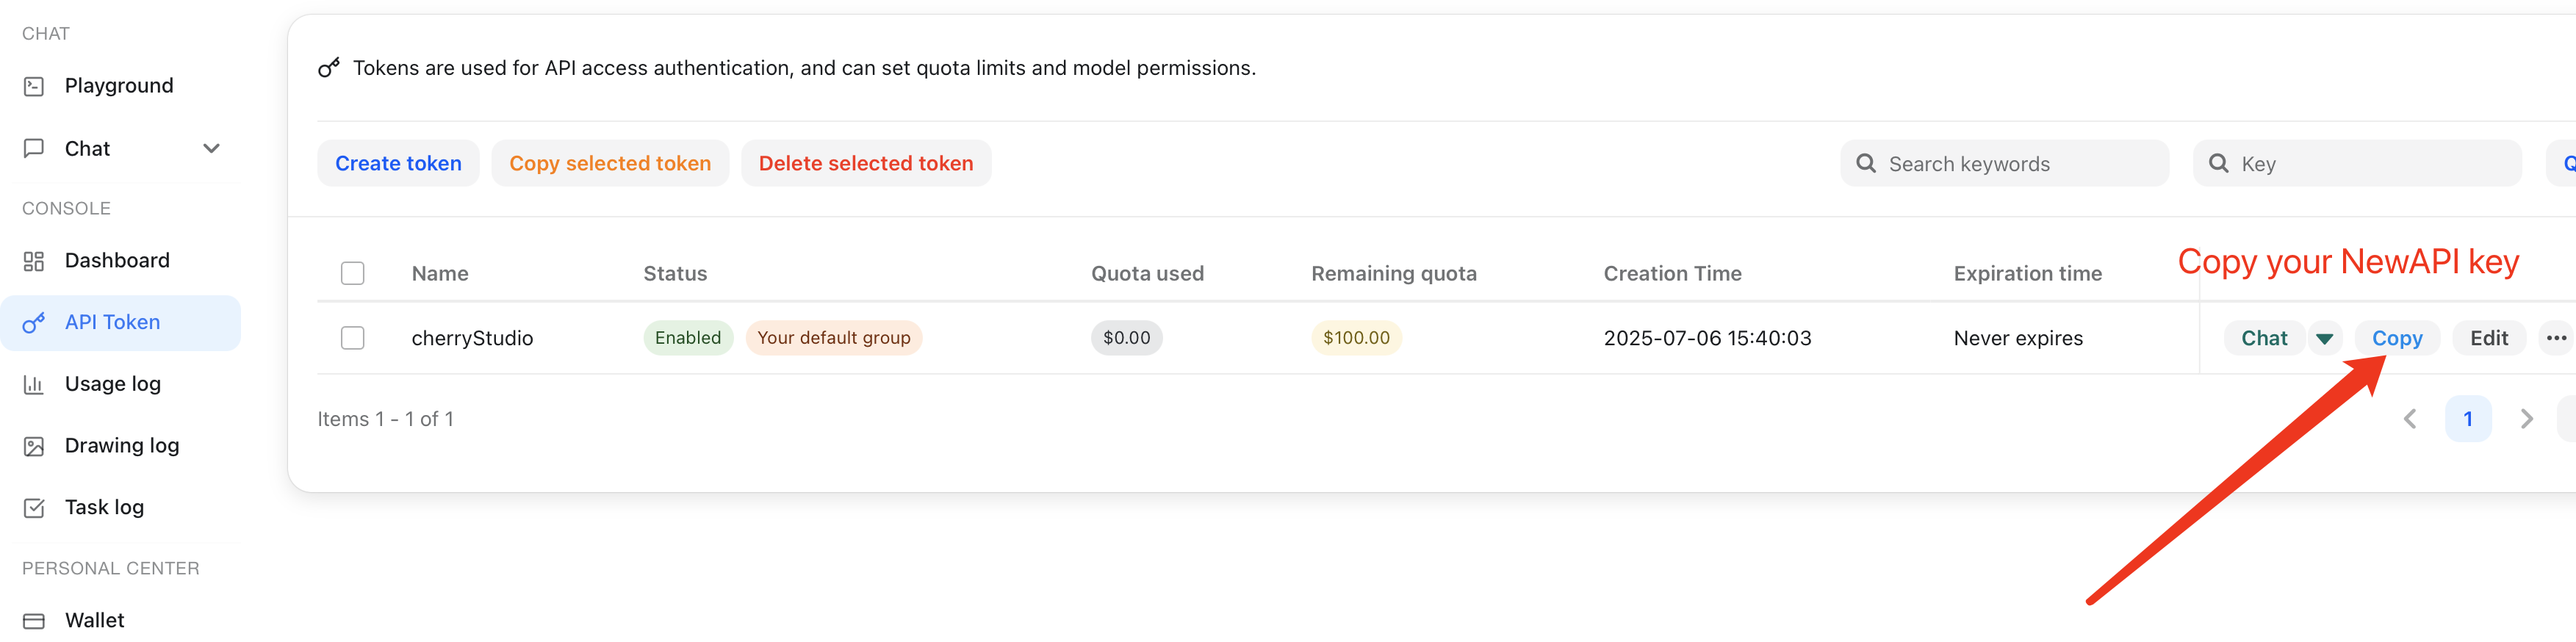 CHAT
Playground
Chat
CONSOLE
Dashboard
API Token
Usage log
Drawing log
Task log
PERSONAL CENTER
Wallet
Tokens are used for API access authentication, and can set quota limits and model permissions.
Create token Copy selected token Delete selected token Search keywords Key
Copy your NewAPI key
Name Status Quota used Remaining quota Creation Time Expiration time
cherryStudio Enabled Your default group $0.00 $100.00 2025-07-06 15:40:03 Never expires Chat Copy Edit
Items 1 - 1 of 1 1